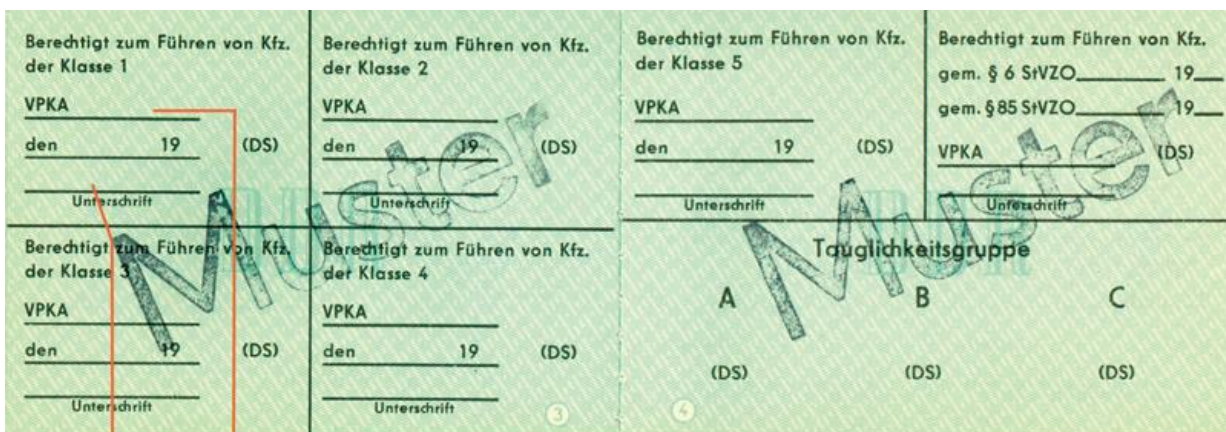 Berechtigt zum Führen von Kfz.
der Klasse 1
VPKA
den 19 (DS)
Unterschrift
Berechtigt zum Führen von Kfz.
der Klasse 2
VPKA
den 19 (DS)
Unterschrift
Berechtigt zum Führen von Kfz.
der Klasse 3
VPKA
den 19 (DS)
Unterschrift
Berechtigt zum Führen von Kfz.
der Klasse 4
VPKA
den 19 (DS)
Unterschrift
3
Muster
Berechtigt zum Führen von Kfz.
der Klasse 5
VPKA
den 19 (DS)
Unterschrift
Berechtigt zum Führen von Kfz.
gem. § 6 StVZO 19
gem. § 85 StVZO 19
VPKA (DS)
Unterschrift
Tauglichkeitsgruppe
A B C
(DS) (DS) (DS)
4
Muster